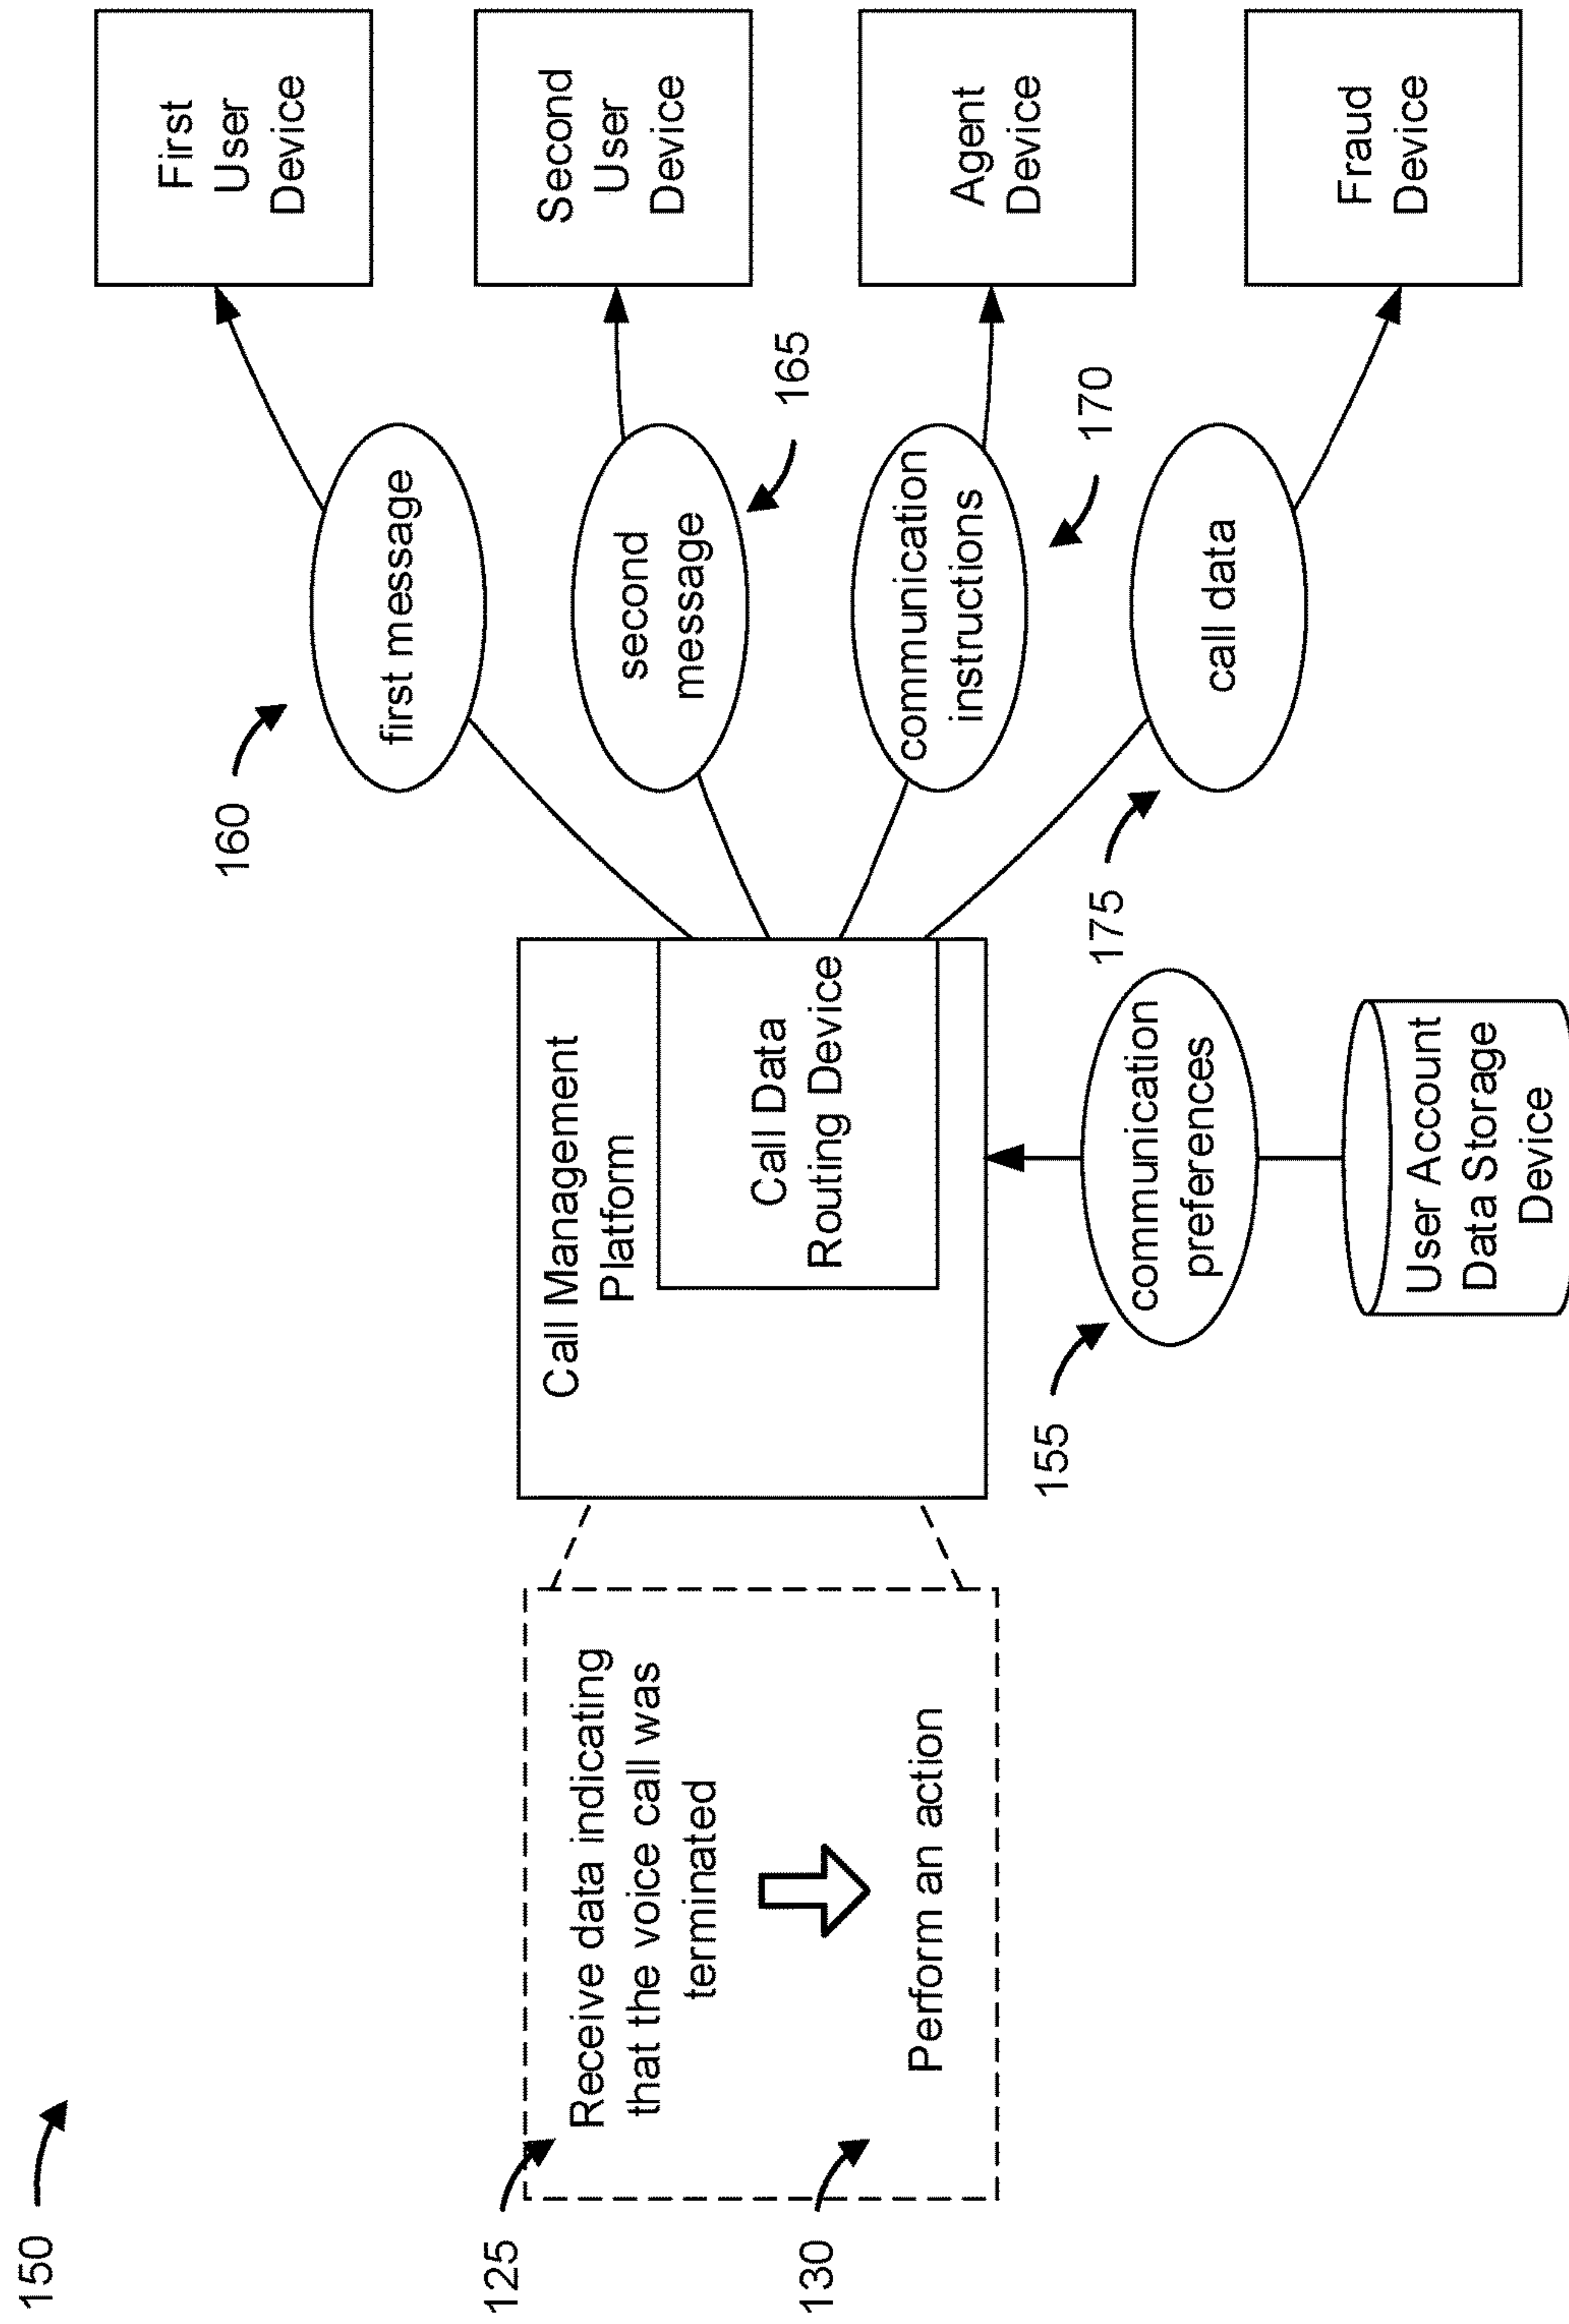 150
125
Receive data indicating
that the voice call was
terminated
130
Perform an action
Call Management
Platform
Call Data
Routing Device
155
communication
preferences
User Account
Data Storage
Device
160
first message
First
User
Device
second
message
165
Second
User
Device
communication
instructions
170
Agent
Device
175
call data
Fraud
Device